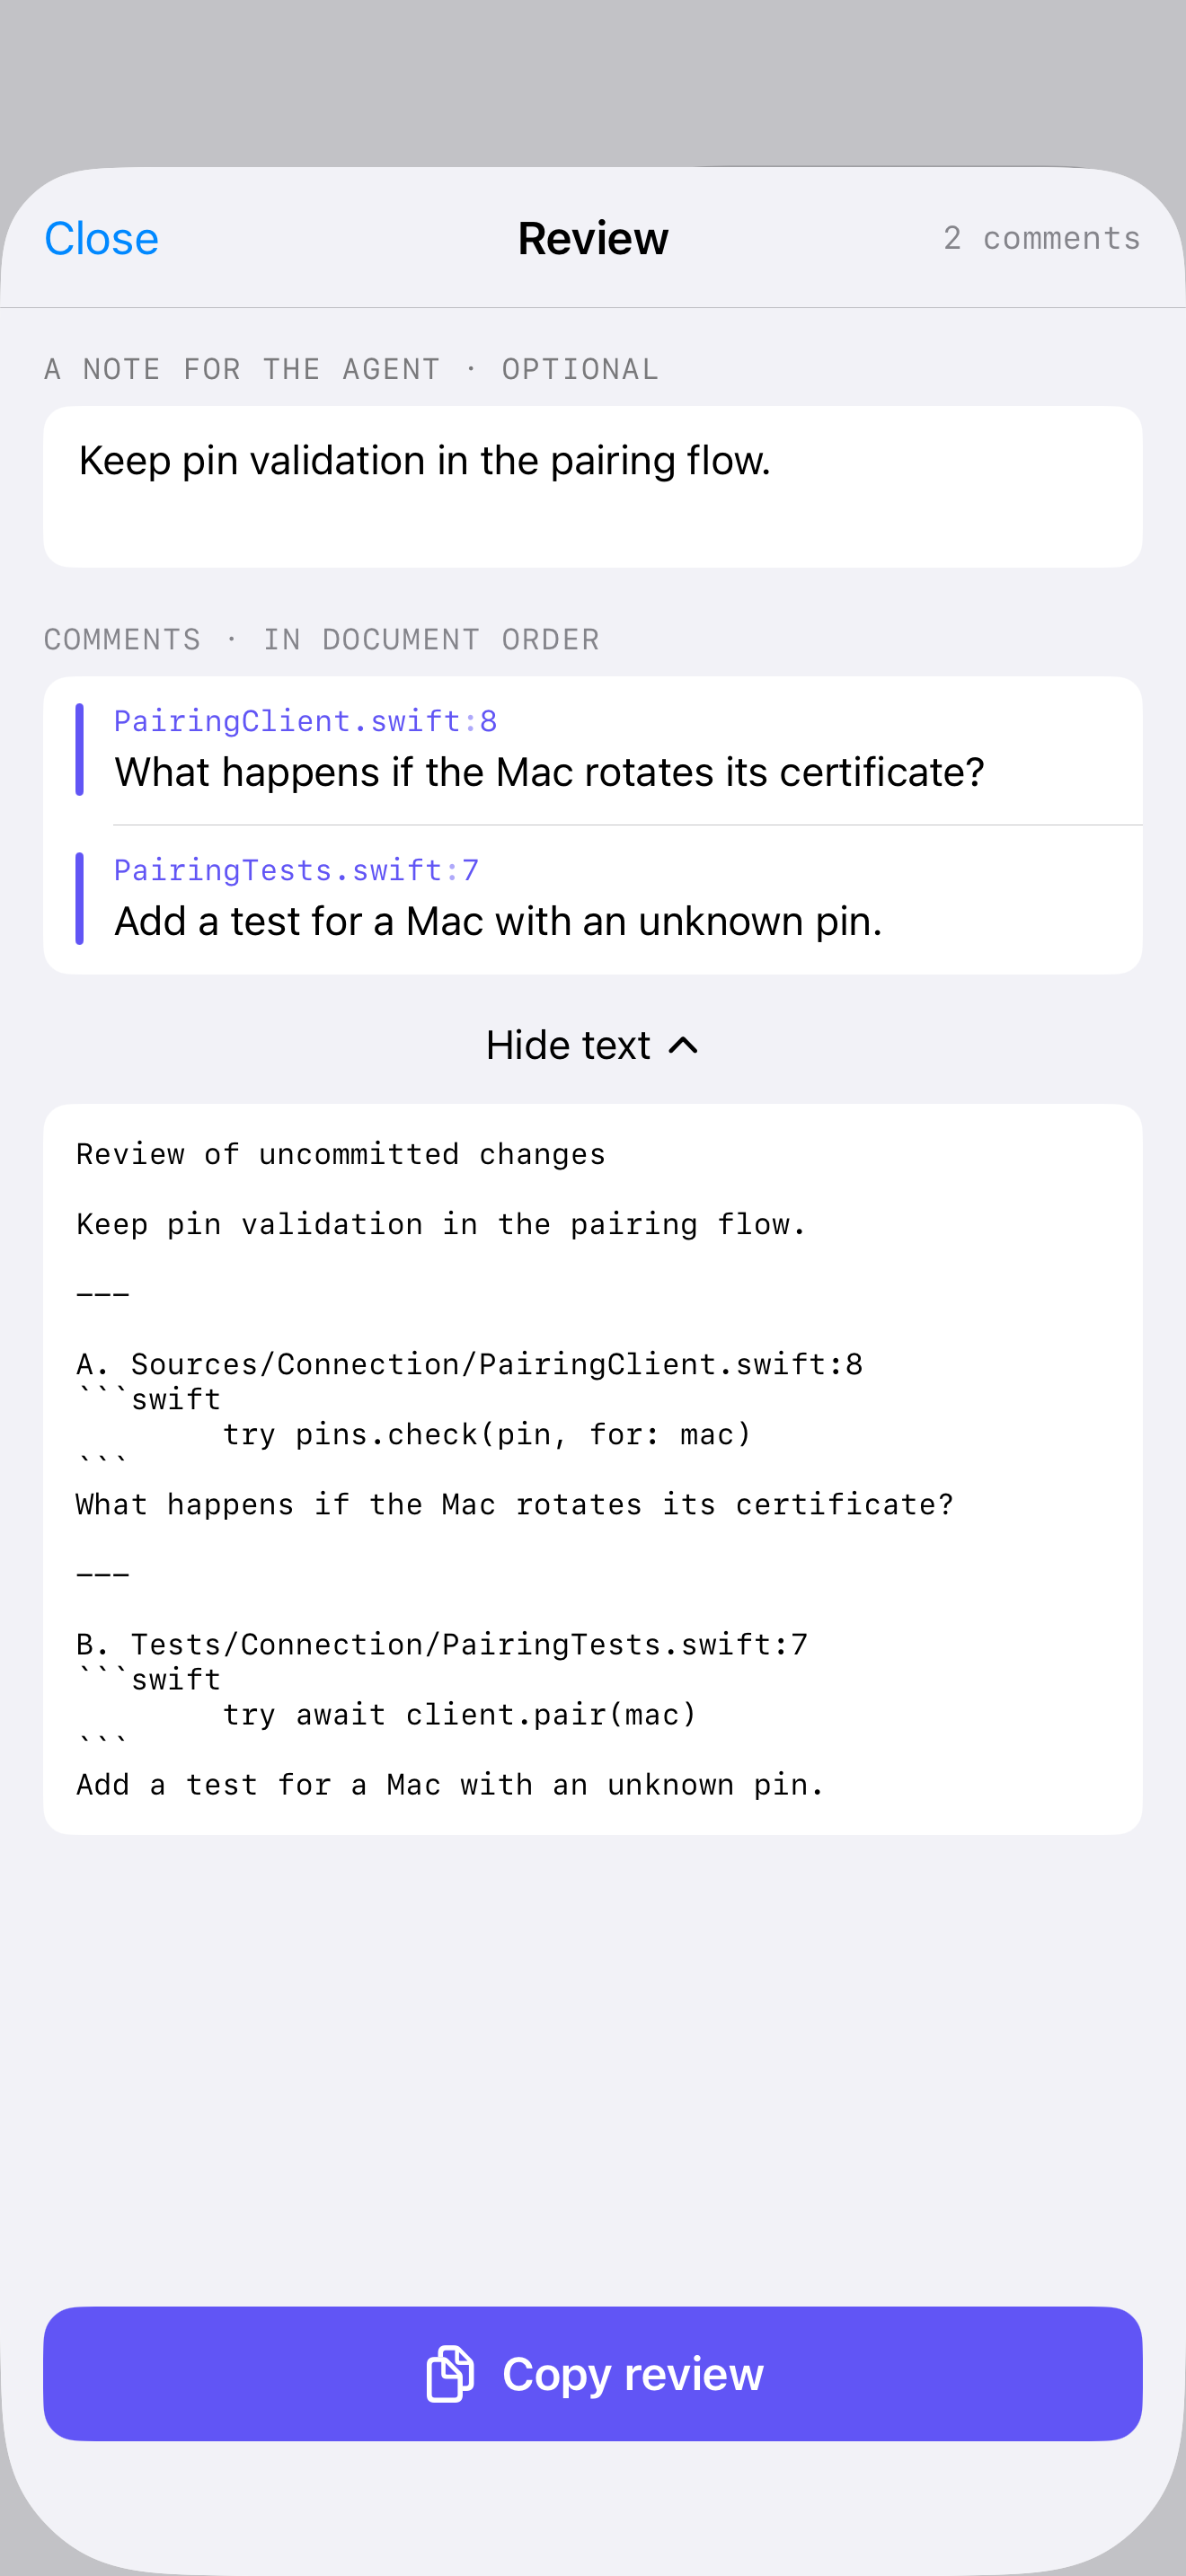 Close
Review
2 comments
A NOTE FOR THE AGENT · OPTIONAL
Keep pin validation in the pairing flow.
COMMENTS · IN DOCUMENT ORDER
PairingClient.swift:8
What happens if the Mac rotates its certificate?
PairingTests.swift:7
Add a test for a Mac with an unknown pin.
Hide text
Review of uncommitted changes
Keep pin validation in the pairing flow.
---
A. Sources/Connection/PairingClient.swift:8
```swift
        try pins.check(pin, for: mac)
```
What happens if the Mac rotates its certificate?
---
B. Tests/Connection/PairingTests.swift:7
```swift
        try await client.pair(mac)
```
Add a test for a Mac with an unknown pin.
Copy review